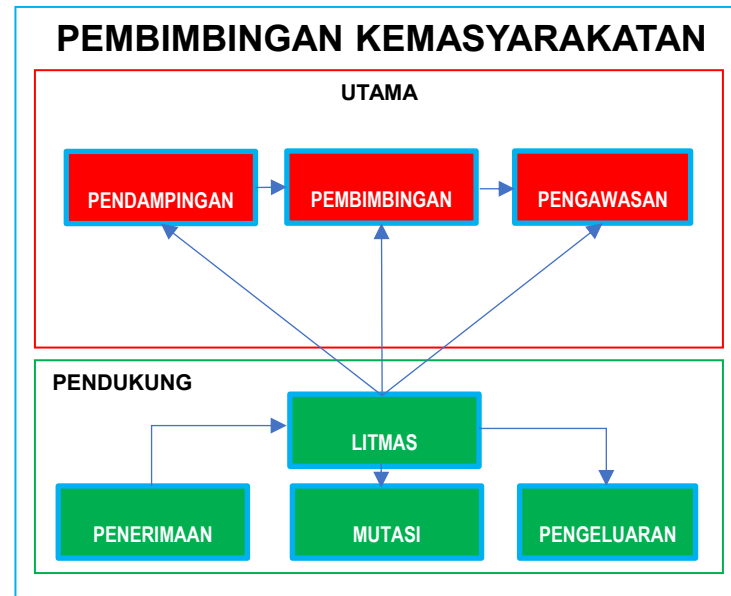 PEMBIMBINGAN KEMASYARAKATAN
UTAMA
PENDAMPINGAN
PEMBIMBINGAN
PENGAWASAN
PENDUKUNG
LITMAS
PENERIMAAN
MUTASI
PENGELUARAN